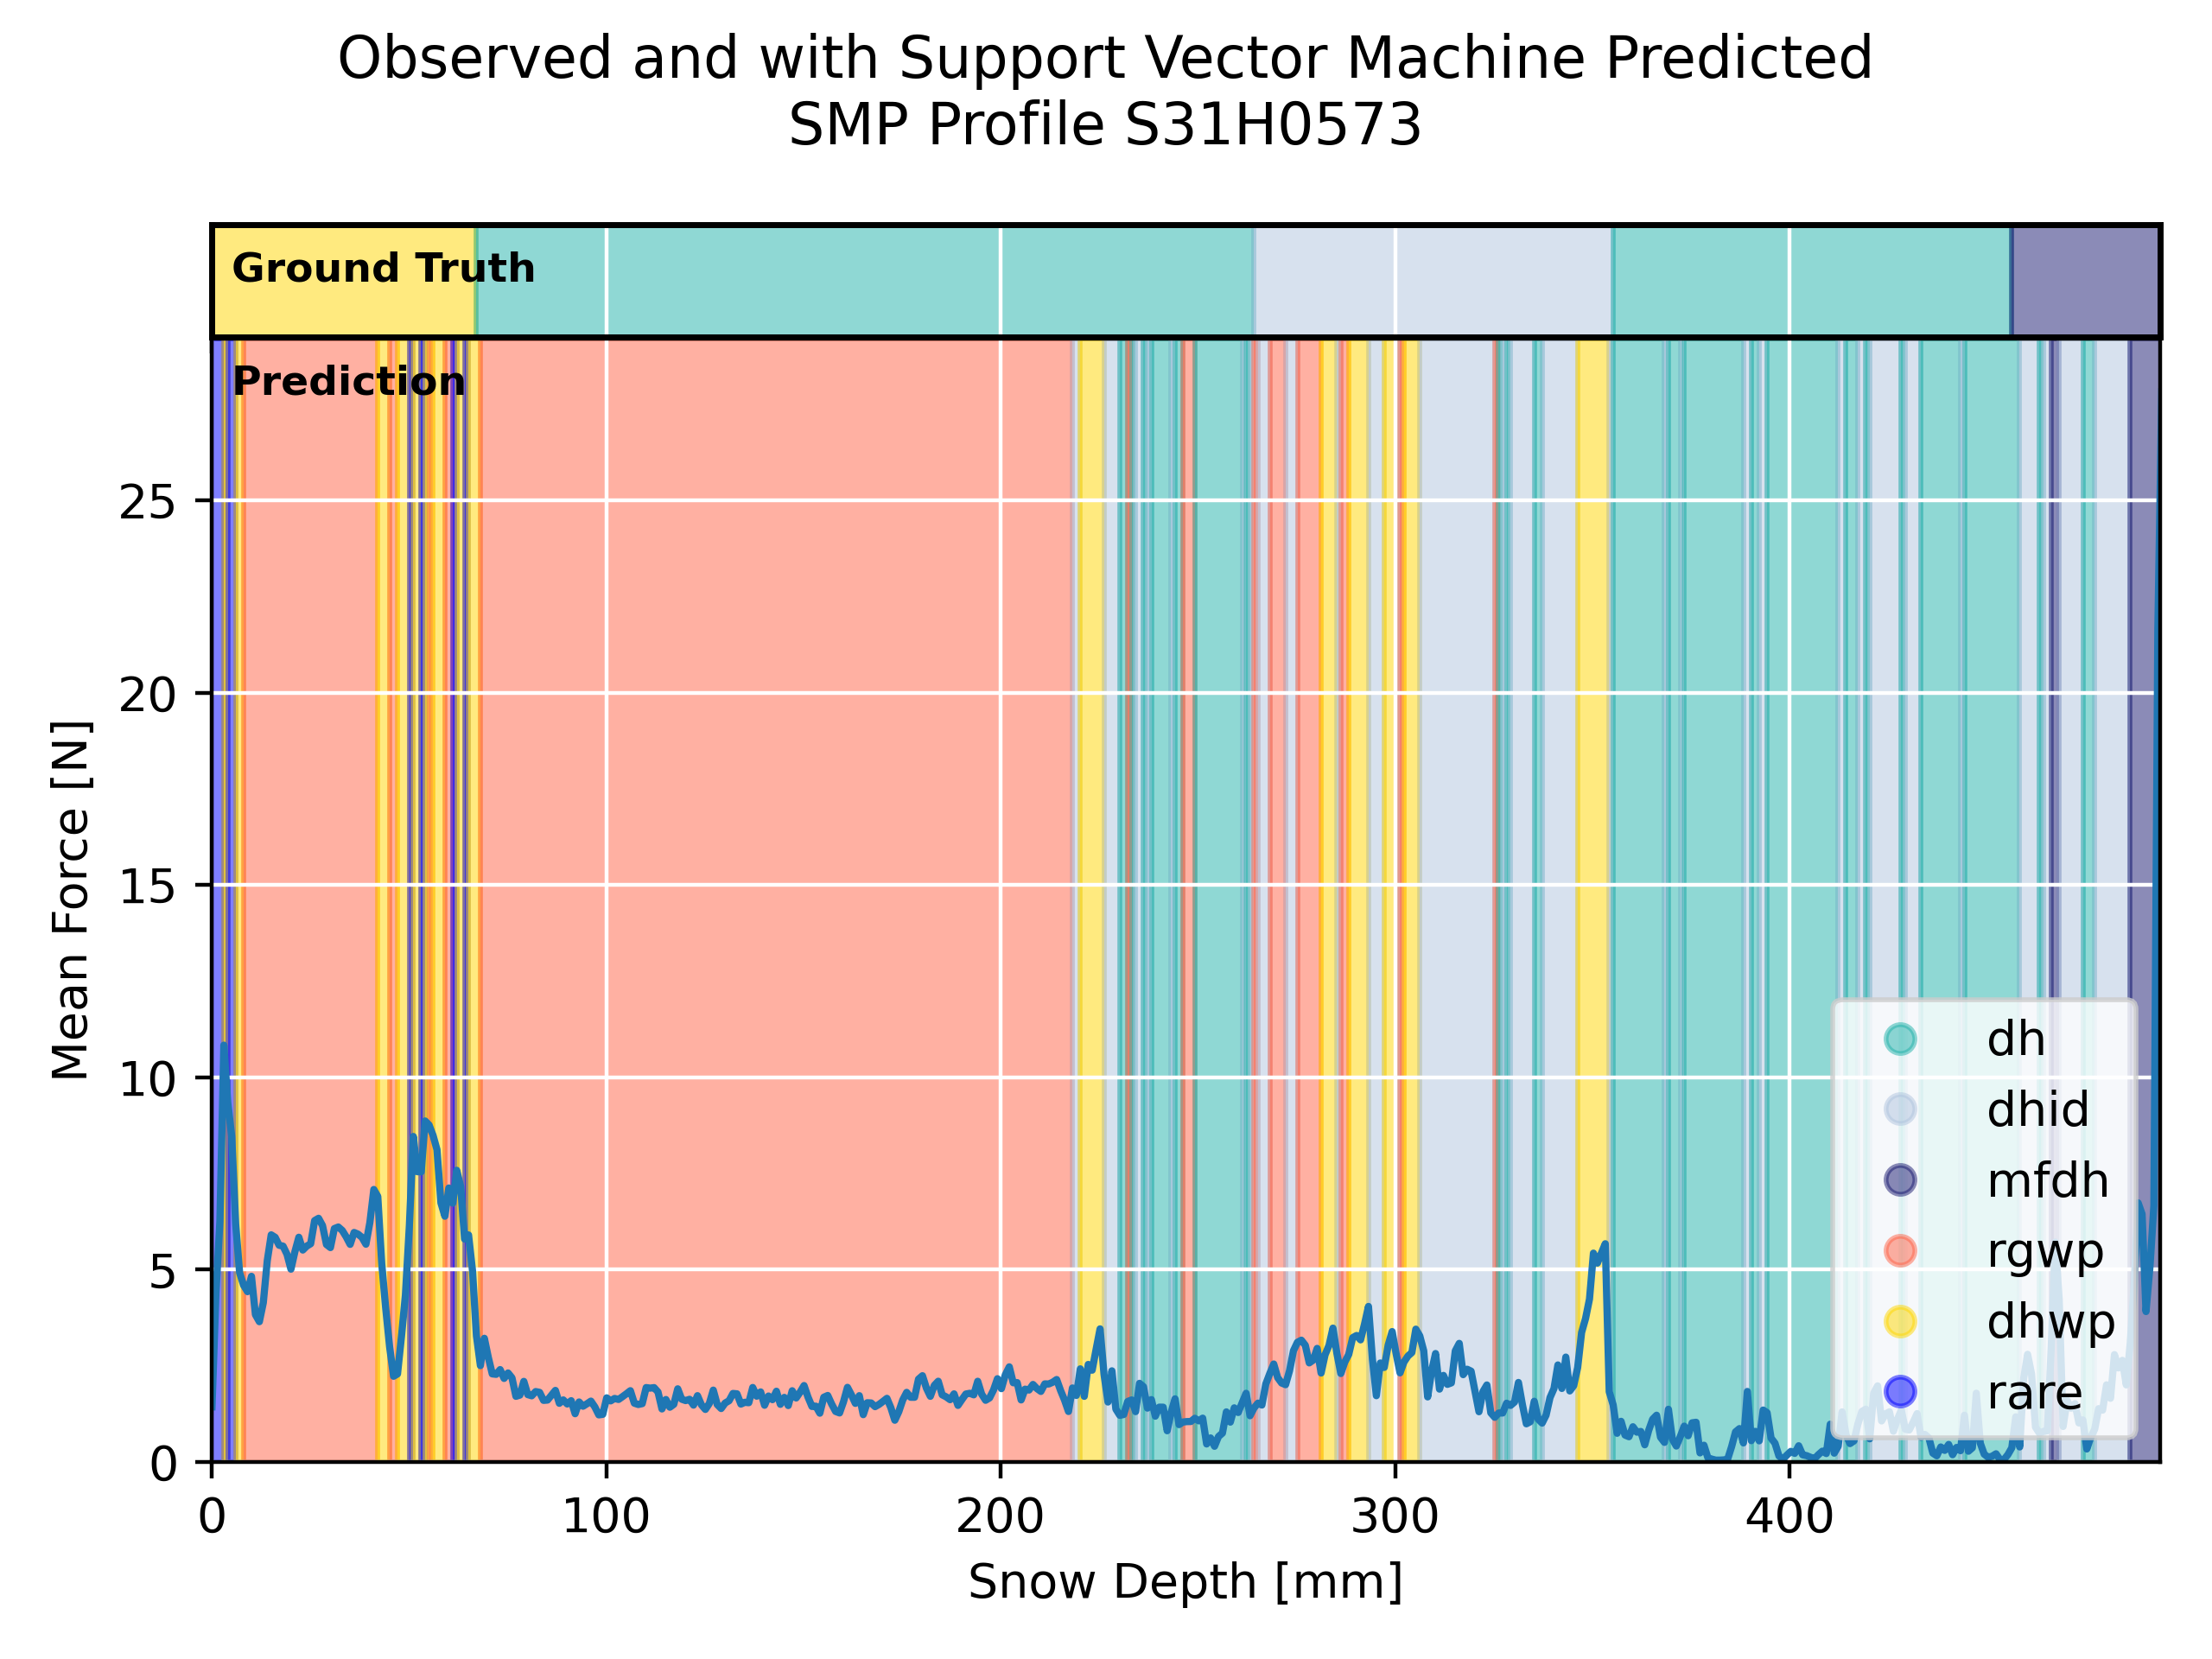 Observed and with Support Vector Machine Predicted
SMP Profile S31H0573
Ground Truth
Prediction
25
20
15
10
5
0
Mean Force [N]
dh
dhid
mfdh
rgwp
dhwp
rare
0
100
200
300
400
Snow Depth [mm]